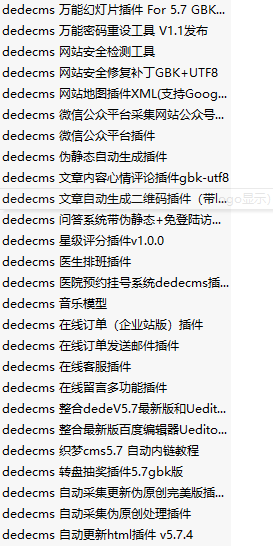 dedecms 万能幻灯片插件 For 5.7 GBK...
dedecms 万能密码重设工具 V1.1发布
dedecms 网站安全检测工具
dedecms 网站安全修复补丁GBK+UTF8
dedecms 网站地图插件XML(支持Goog...
dedecms 微信公众平台采集网站公众号...
dedecms 微信公众平台插件
dedecms 伪静态自动生成插件
dedecms 文章内容心情评论插件gbk-utf8
dedecms 文章自动生成二维码插件（带l...go显示）
dedecms 问答系统带伪静态+免登陆访...
dedecms 星级评分插件v1.0.0
dedecms 医生排班插件
dedecms 医院预约挂号系统dedecms插...
dedecms 音乐模型
dedecms 在线订单（企业站版）插件
dedecms 在线订单发送邮件插件
dedecms 在线客服插件
dedecms 在线留言多功能插件
dedecms 整合dedeV5.7最新版和Uedit...
dedecms 整合最新版百度编辑器Uedito...
dedecms 织梦cms5.7 自动内链教程
dedecms 转盘抽奖插件5.7gbk版
dedecms 自动采集更新伪原创完美版插...
dedecms 自动采集伪原创处理插件
dedecms 自动更新html插件 v5.7.4